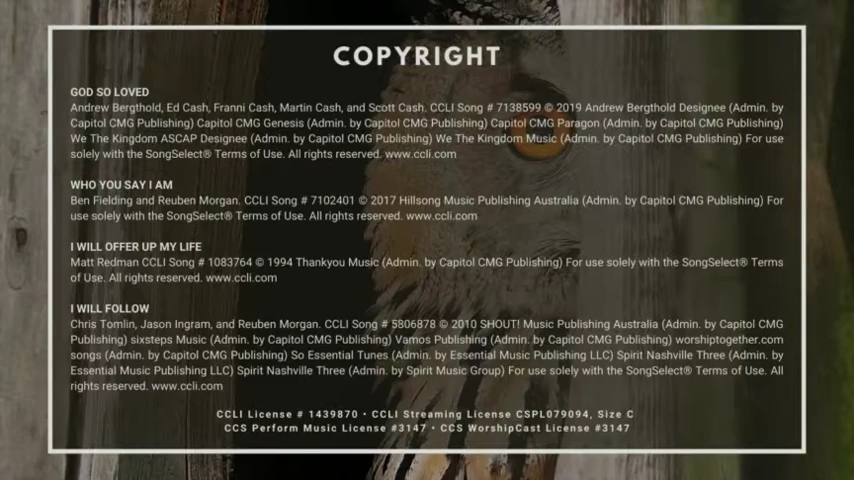 COPYRIGHT
GOD SO LOVED
Andrew Bergthold, Ed Cash, Franni Cash, Martin Cash, and Scott Cash. CCLI Song # 7138599 © 2019 Andrew Bergthold Designee (Admin. by
Capitol CMG Publishing) Capitol CMG Genesis (Admin. by Capitol CMG Publishing) Capitol CMG Paragon (Admin. by Capitol CMG Publishing)
We The Kingdom ASCAP Designee (Admin. by Capitol CMG Publishing) We The Kingdom Music (Admin. by Capitol CMG Publishing) For use
solely with the SongSelect® Terms of Use. All rights reserved. www.ccli.com
WHO YOU SAY I AM
Ben Fielding and Reuben Morgan. CCLI Song # 7102401 © 2017 Hillsong Music Publishing Australia (Admin. by Capitol CMG Publishing) For
use solely with the SongSelect® Terms of Use. All rights reserved. www.ccli.com
I WILL OFFER UP MY LIFE
Matt Redman CCLI Song # 1083764 © 1994 Thankyou Music (Admin. by Capitol CMG Publishing) For use solely with the SongSelect® Terms
of Use. All rights reserved. www.ccli.com
I WILL FOLLOW
Chris Tomlin, Jason Ingram, and Reuben Morgan. CCLI Song # 5806878 © 2010 SHOUT! Music Publishing Australia (Admin. by Capitol CMG
Publishing) sixsteps Music (Admin. by Capitol CMG Publishing) Vamos Publishing (Admin. by Capitol CMG Publishing) worshiptogether.com
songs (Admin. by Capitol CMG Publishing) So Essential Tunes (Admin. by Essential Music Publishing LLC) Spirit Nashville Three (Admin. by
Essential Music Publishing LLC) Spirit Nashville Three (Admin. by Spirit Music Group) For use solely with the SongSelect® Terms of Use. All
rights reserved. www.ccli.com
CCLI License # 1439870 • CCLI Streaming License CSPL079094, Size C
CCS Perform Music License #3147 • CCS WorshipCast License #3147